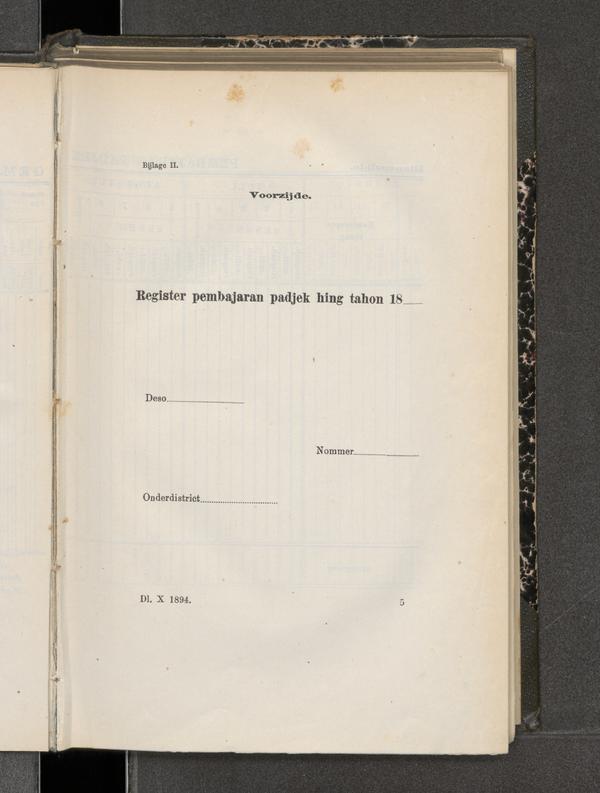 Bijlage II.
Voorzijde.
Register pembajaran padjek hing tahon 18
Deso
Nommer
Onderdistrict
Dl. X 1894. 5